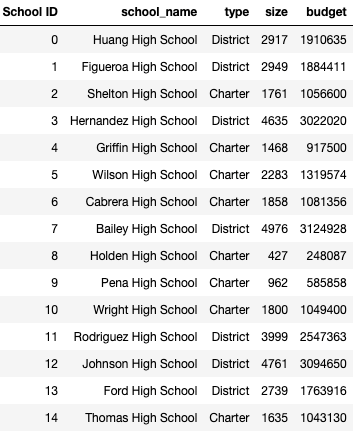 School ID school_name type size budget
0 Huang High School District 2917 1910635
1 Figueroa High School District 2949 1884411
2 Shelton High School Charter 1761 1056600
3 Hernandez High School District 4635 3022020
4 Griffin High School Charter 1468 917500
5 Wilson High School Charter 2283 1319574
6 Cabrera High School Charter 1858 1081356
7 Bailey High School District 4976 3124928
8 Holden High School Charter 427 248087
9 Pena High School Charter 962 585858
10 Wright High School Charter 1800 1049400
11 Rodriguez High School District 3999 2547363
12 Johnson High School District 4761 3094650
13 Ford High School District 2739 1763916
14 Thomas High School Charter 1635 1043130